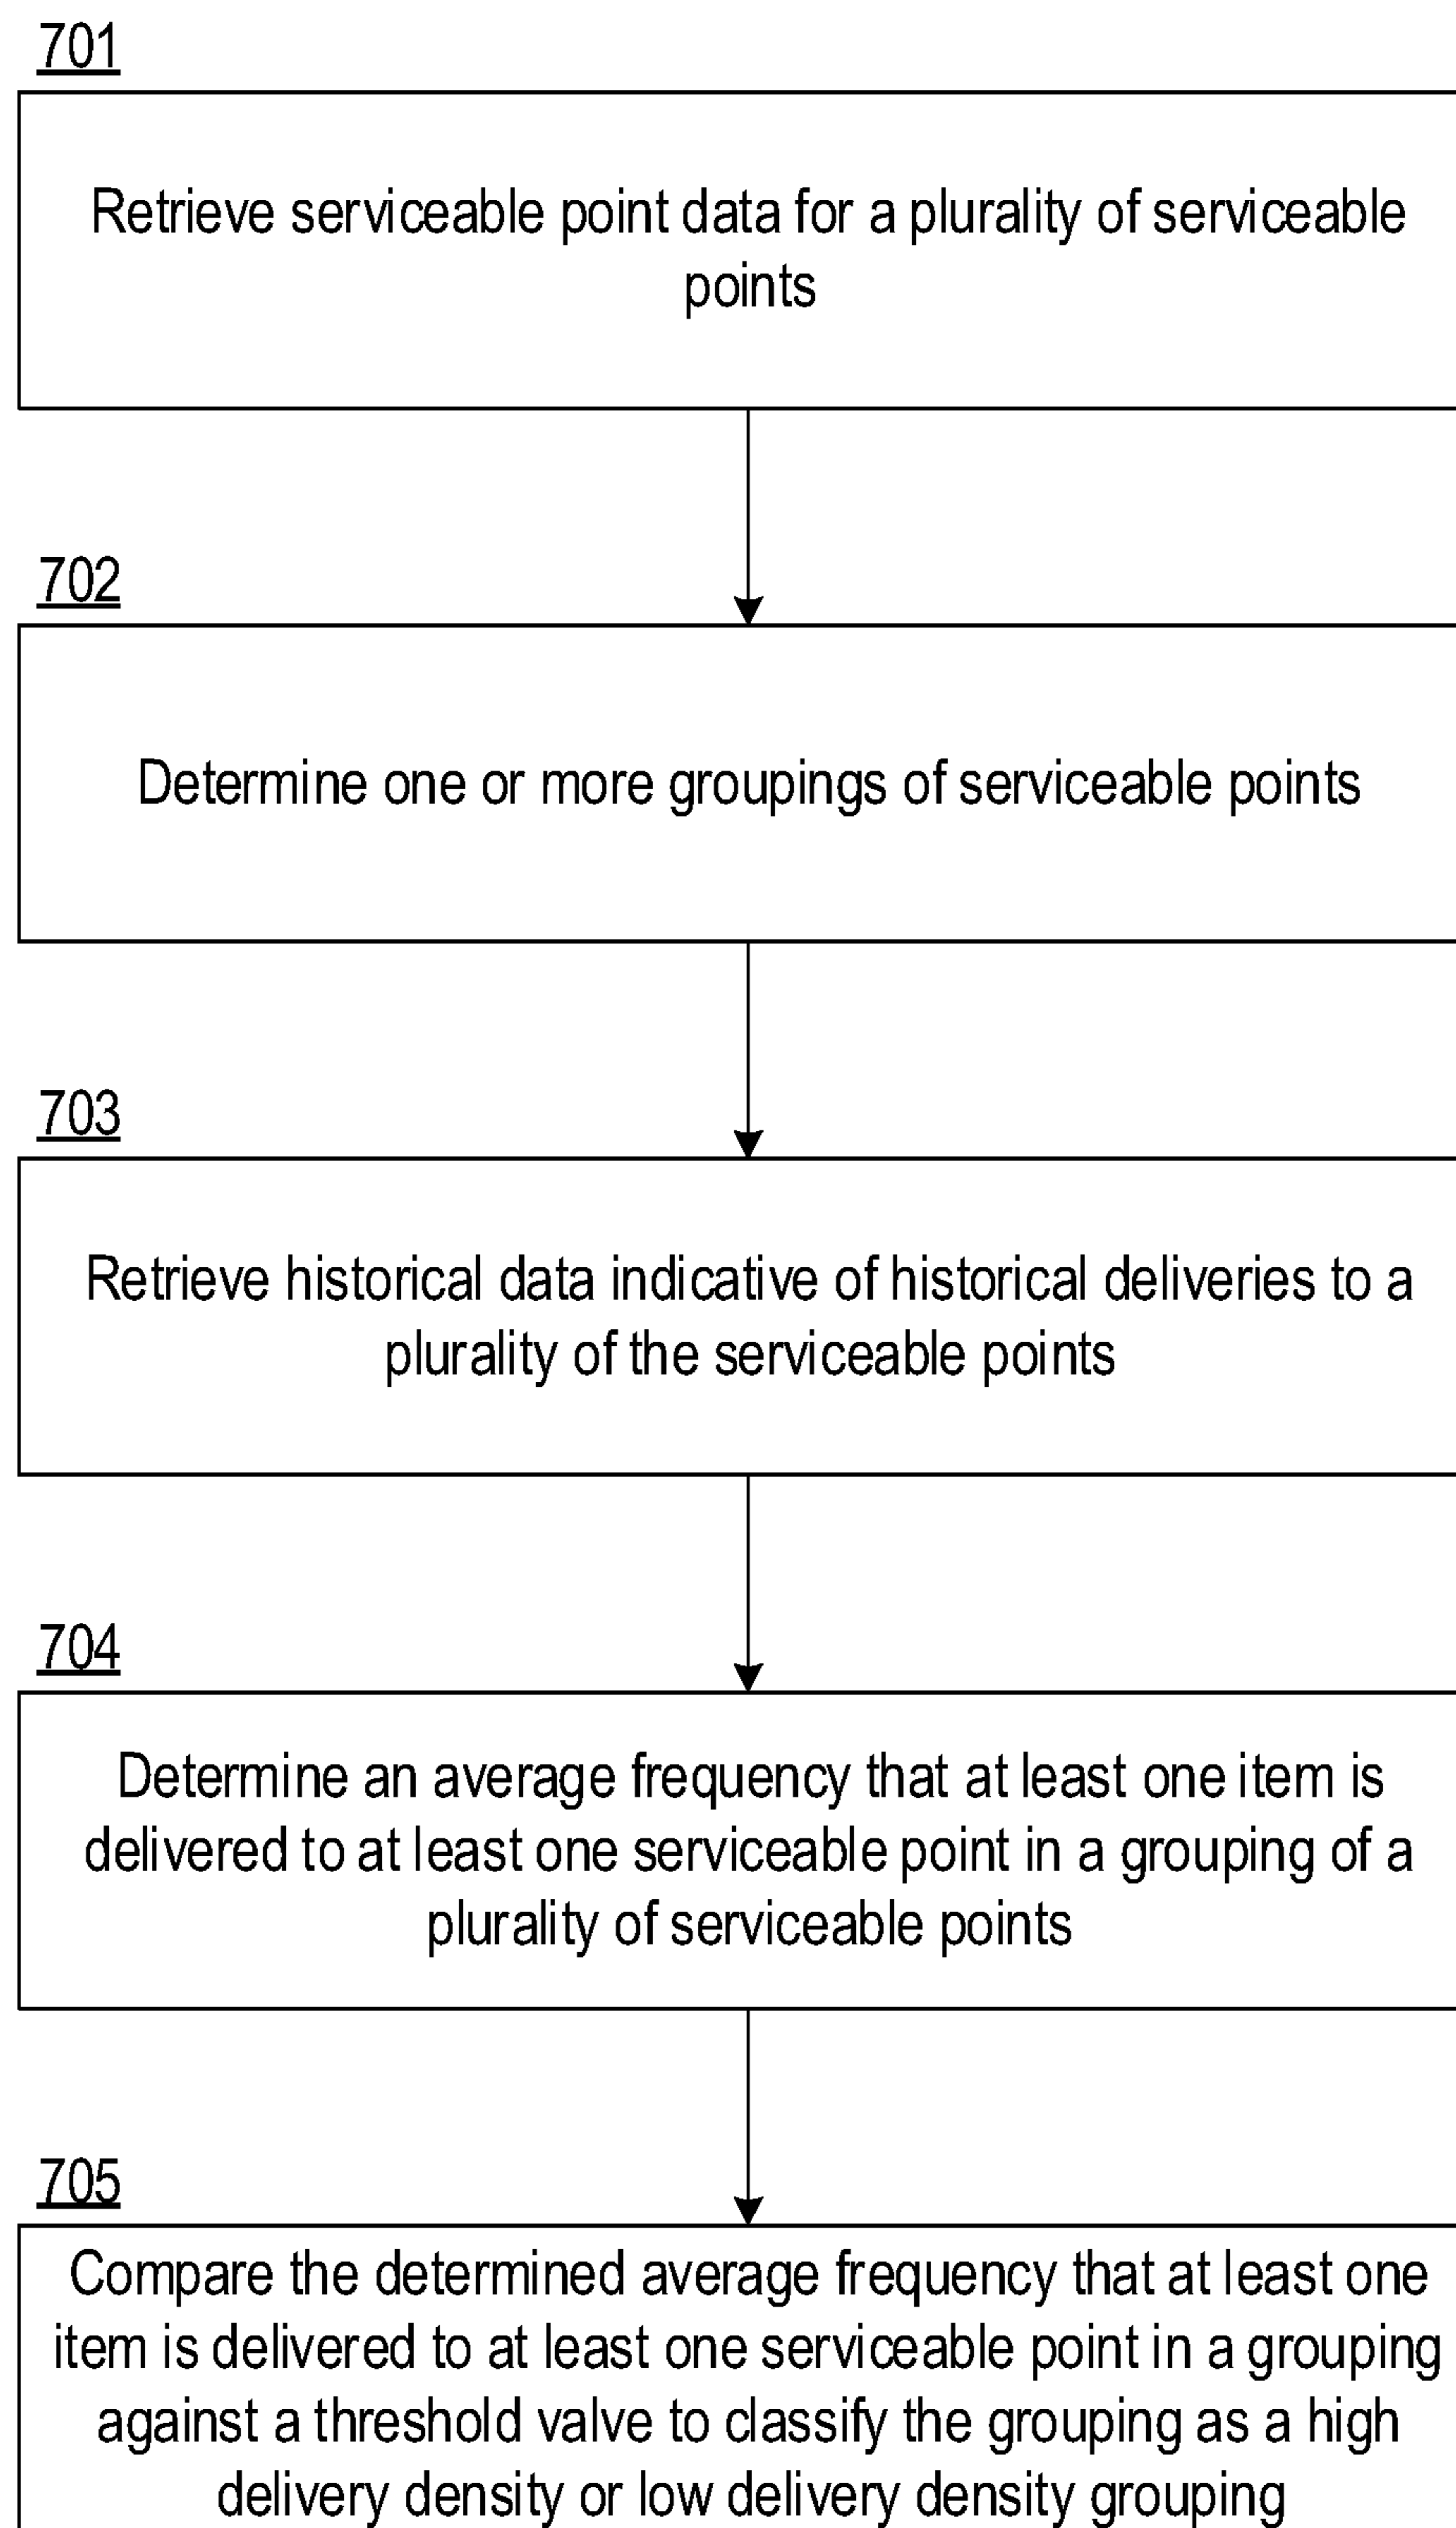 701
Retrieve serviceable point data for a plurality of serviceable
points
702
Determine one or more groupings of serviceable points
703
Retrieve historical data indicative of historical deliveries to a
plurality of the serviceable points
704
Determine an average frequency that at least one item is
delivered to at least one serviceable point in a grouping of a
plurality of serviceable points
705
Compare the determined average frequency that at least one
item is delivered to at least one serviceable point in a grouping
against a threshold valve to classify the grouping as a high
delivery density or low delivery density grouping